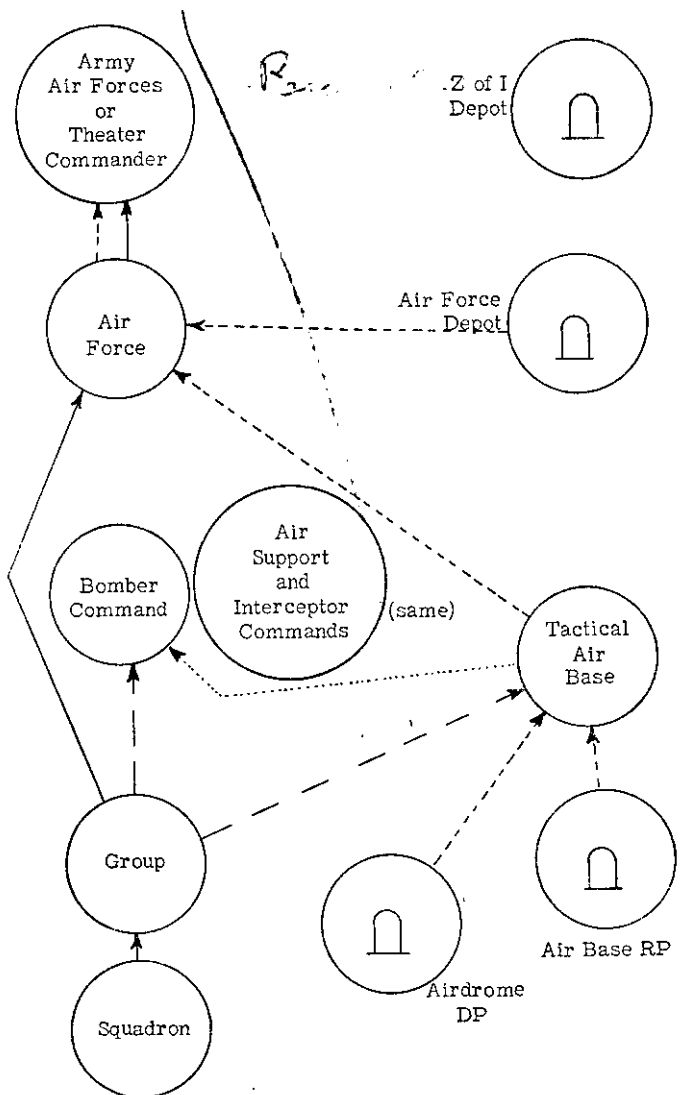 Army
Air Forces
or
Theater
Commander
Z of I
Depot
Air
Force
Air Force
Depot
Bomber
Command
Air
Support
and
Interceptor
Commands
(same)
Tactical
Air
Base
Group
Airdrome
DP
Air Base RP
Squadron